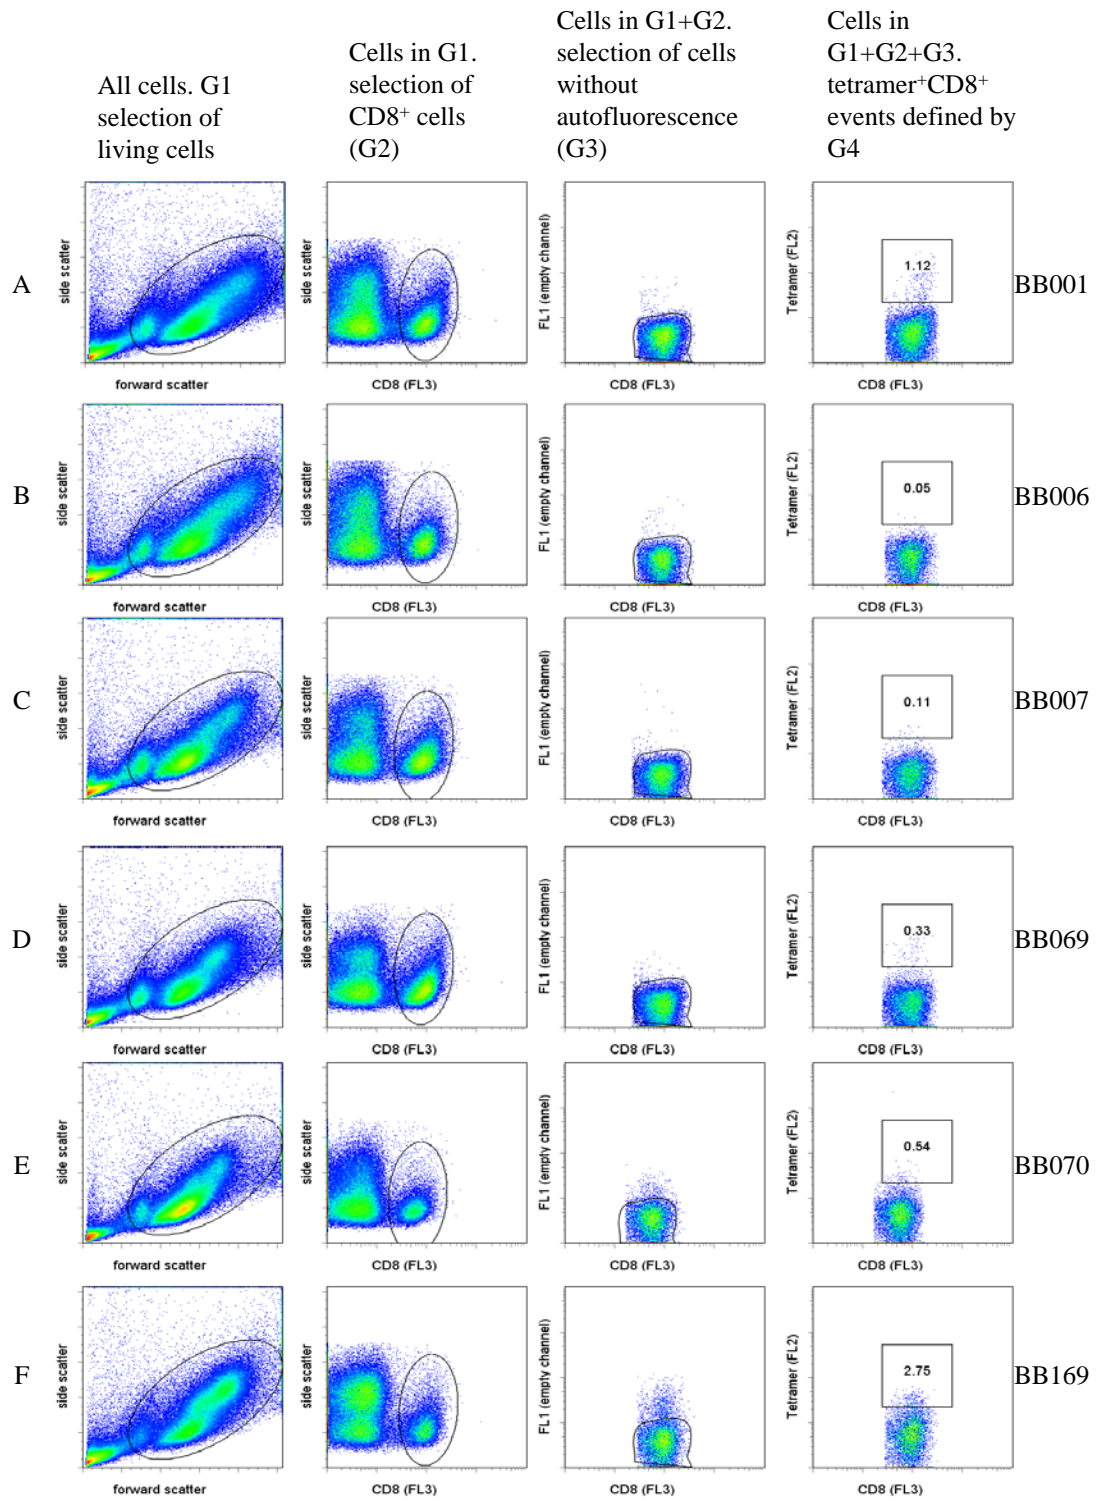 All cells. G1
selection of
living cells
Cells in G1.
selection of
CD8⁺ cells
(G2)
Cells in G1+G2.
selection of cells
without
autofluorescence
(G3)
Cells in
G1+G2+G3.
tetramer⁺CD8⁺
events defined by
G4
A
side scatter
forward scatter
side scatter
CD8 (FL3)
FL1 (empty channel)
CD8 (FL3)
Tetramer (FL2)
1.12
CD8 (FL3)
BB001
B
side scatter
forward scatter
side scatter
CD8 (FL3)
FL1 (empty channel)
CD8 (FL3)
Tetramer (FL2)
0.05
CD8 (FL3)
BB006
C
side scatter
forward scatter
side scatter
CD8 (FL3)
FL1 (empty channel)
CD8 (FL3)
Tetramer (FL2)
0.11
CD8 (FL3)
BB007
D
side scatter
forward scatter
side scatter
CD8 (FL3)
FL1 (empty channel)
CD8 (FL3)
Tetramer (FL2)
0.33
CD8 (FL3)
BB069
E
side scatter
forward scatter
side scatter
CD8 (FL3)
FL1 (empty channel)
CD8 (FL3)
Tetramer (FL2)
0.54
CD8 (FL3)
BB070
F
side scatter
forward scatter
side scatter
CD8 (FL3)
FL1 (empty channel)
CD8 (FL3)
Tetramer (FL2)
2.75
CD8 (FL3)
BB169